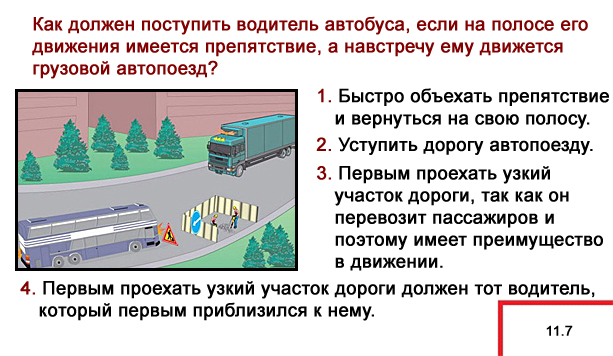 Как должен поступить водитель автобуса, если на полосе его
движения имеется препятствие, а навстречу ему движется
грузовой автопоезд?
1. Быстро объехать препятствие
и вернуться на свою полосу.
2. Уступить дорогу автопоезду.
3. Первым проехать узкий
участок дороги, так как он
перевозит пассажиров и
поэтому имеет преимущество
в движении.
4. Первым проехать узкий участок дороги должен тот водитель,
который первым приблизился к нему.
11.7